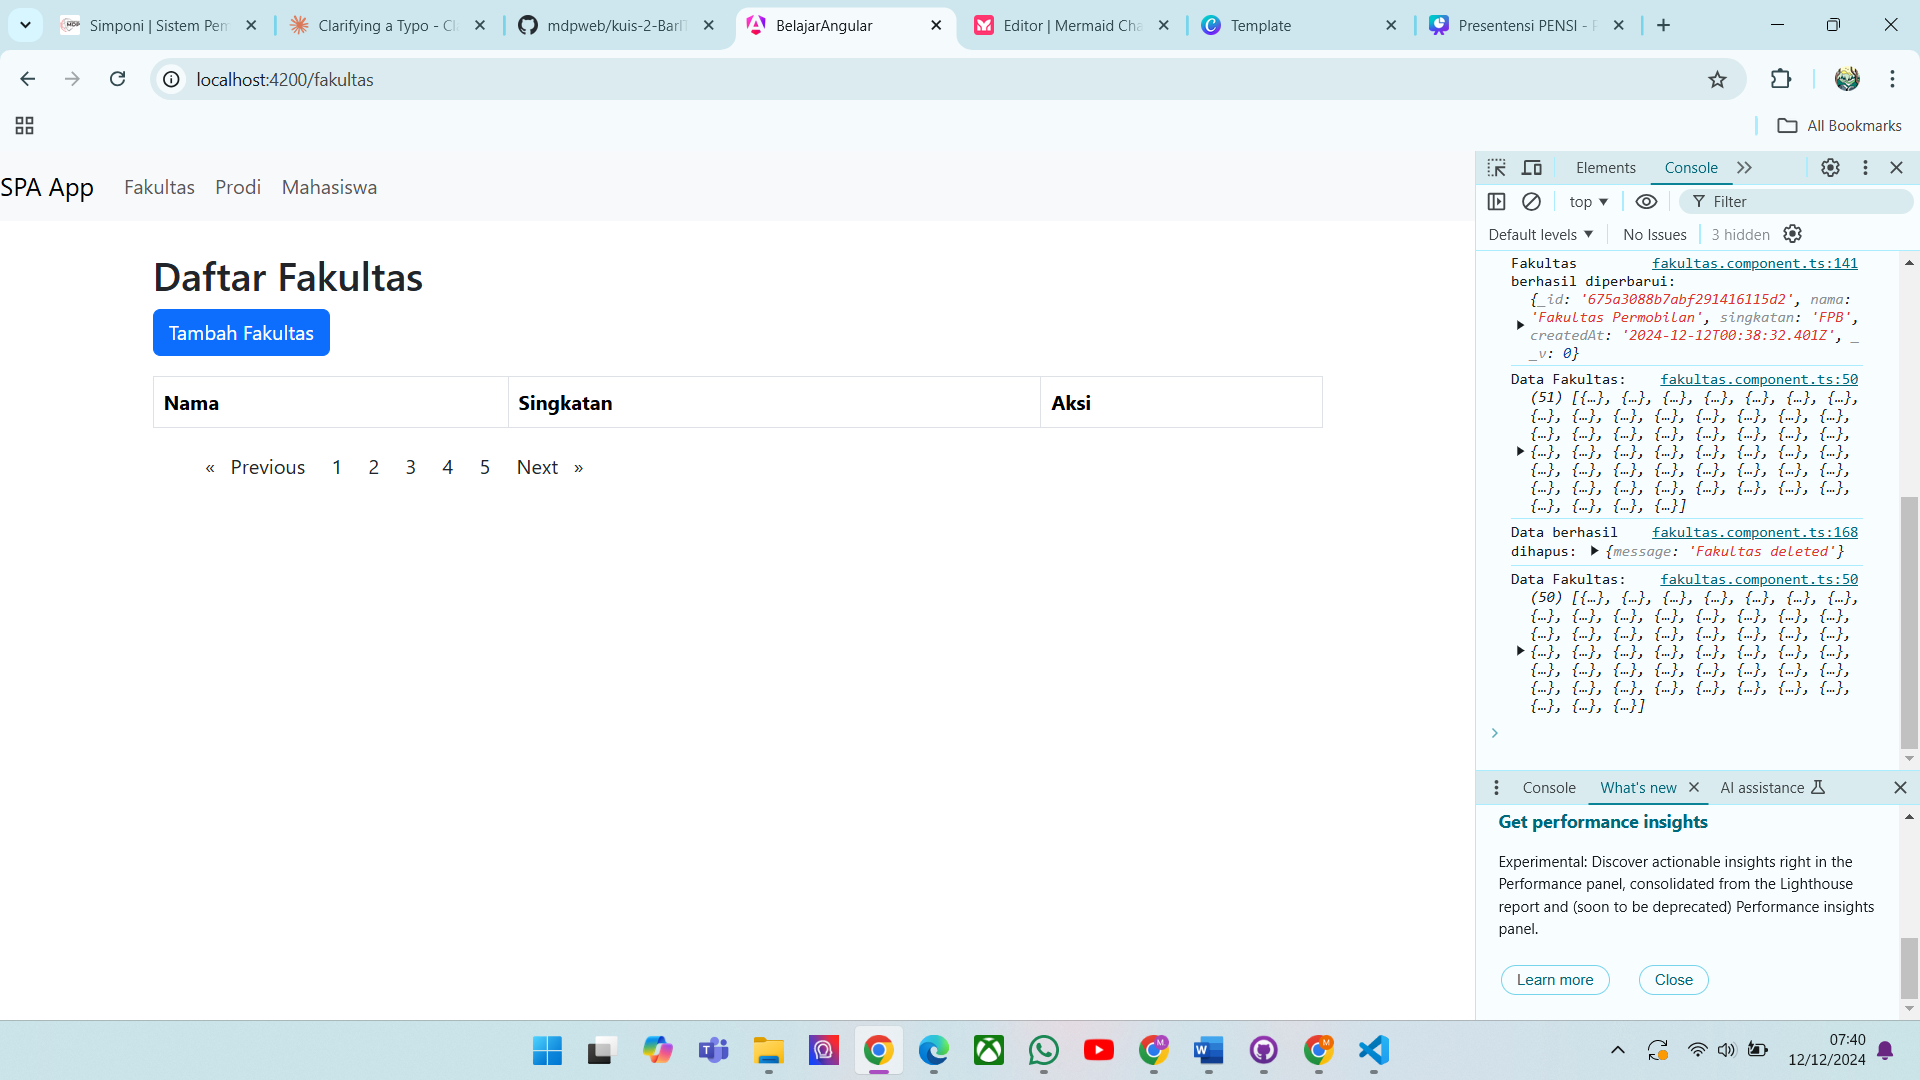 Simponi | Sistem Pem
Clarifying a Typo - Cl
mdpweb/kuis-2-BarIT
BelajarAngular
Editor | Mermaid Cha
Template
Presentensi PENSI - P
localhost:4200/fakultas
All Bookmarks
SPA App
Fakultas
Prodi
Mahasiswa
Daftar Fakultas
Tambah Fakultas
Nama
Singkatan
Aksi
« Previous 1 2 3 4 5 Next »
Elements
Console
top
Filter
Default levels
No Issues
3 hidden
Fakultas fakultas.component.ts:141
berhasil diperbarui:
{_id: '675a3088b7abf291416115d2', nama:
'Fakultas Permobilan', singkatan: 'FPB',
createdAt: '2024-12-12T00:38:32.401Z', _
_v: 0}
Data Fakultas: fakultas.component.ts:50
(51) [{…}, {…}, {…}, {…}, {…}, {…}, {…},
{…}, {…}, {…}, {…}, {…}, {…}, {…}, {…},
{…}, {…}, {…}, {…}, {…}, {…}, {…}, {…},
{…}, {…}, {…}, {…}, {…}, {…}, {…}, {…},
{…}, {…}, {…}, {…}, {…}, {…}, {…}, {…},
{…}, {…}, {…}, {…}, {…}, {…}, {…}, {…},
{…}, {…}, {…}, {…}]
Data berhasil fakultas.component.ts:168
dihapus: {message: 'Fakultas deleted'}
Data Fakultas: fakultas.component.ts:50
(50) [{…}, {…}, {…}, {…}, {…}, {…}, {…},
{…}, {…}, {…}, {…}, {…}, {…}, {…}, {…},
{…}, {…}, {…}, {…}, {…}, {…}, {…}, {…},
{…}, {…}, {…}, {…}, {…}, {…}, {…}, {…},
{…}, {…}, {…}, {…}, {…}, {…}, {…}, {…},
{…}, {…}, {…}, {…}, {…}, {…}, {…}, {…},
{…}, {…}, {…}]
Console
What's new
AI assistance
Get performance insights
Experimental: Discover actionable insights right in the
Performance panel, consolidated from the Lighthouse
report and (soon to be deprecated) Performance insights
panel.
Learn more
Close
07:40
12/12/2024